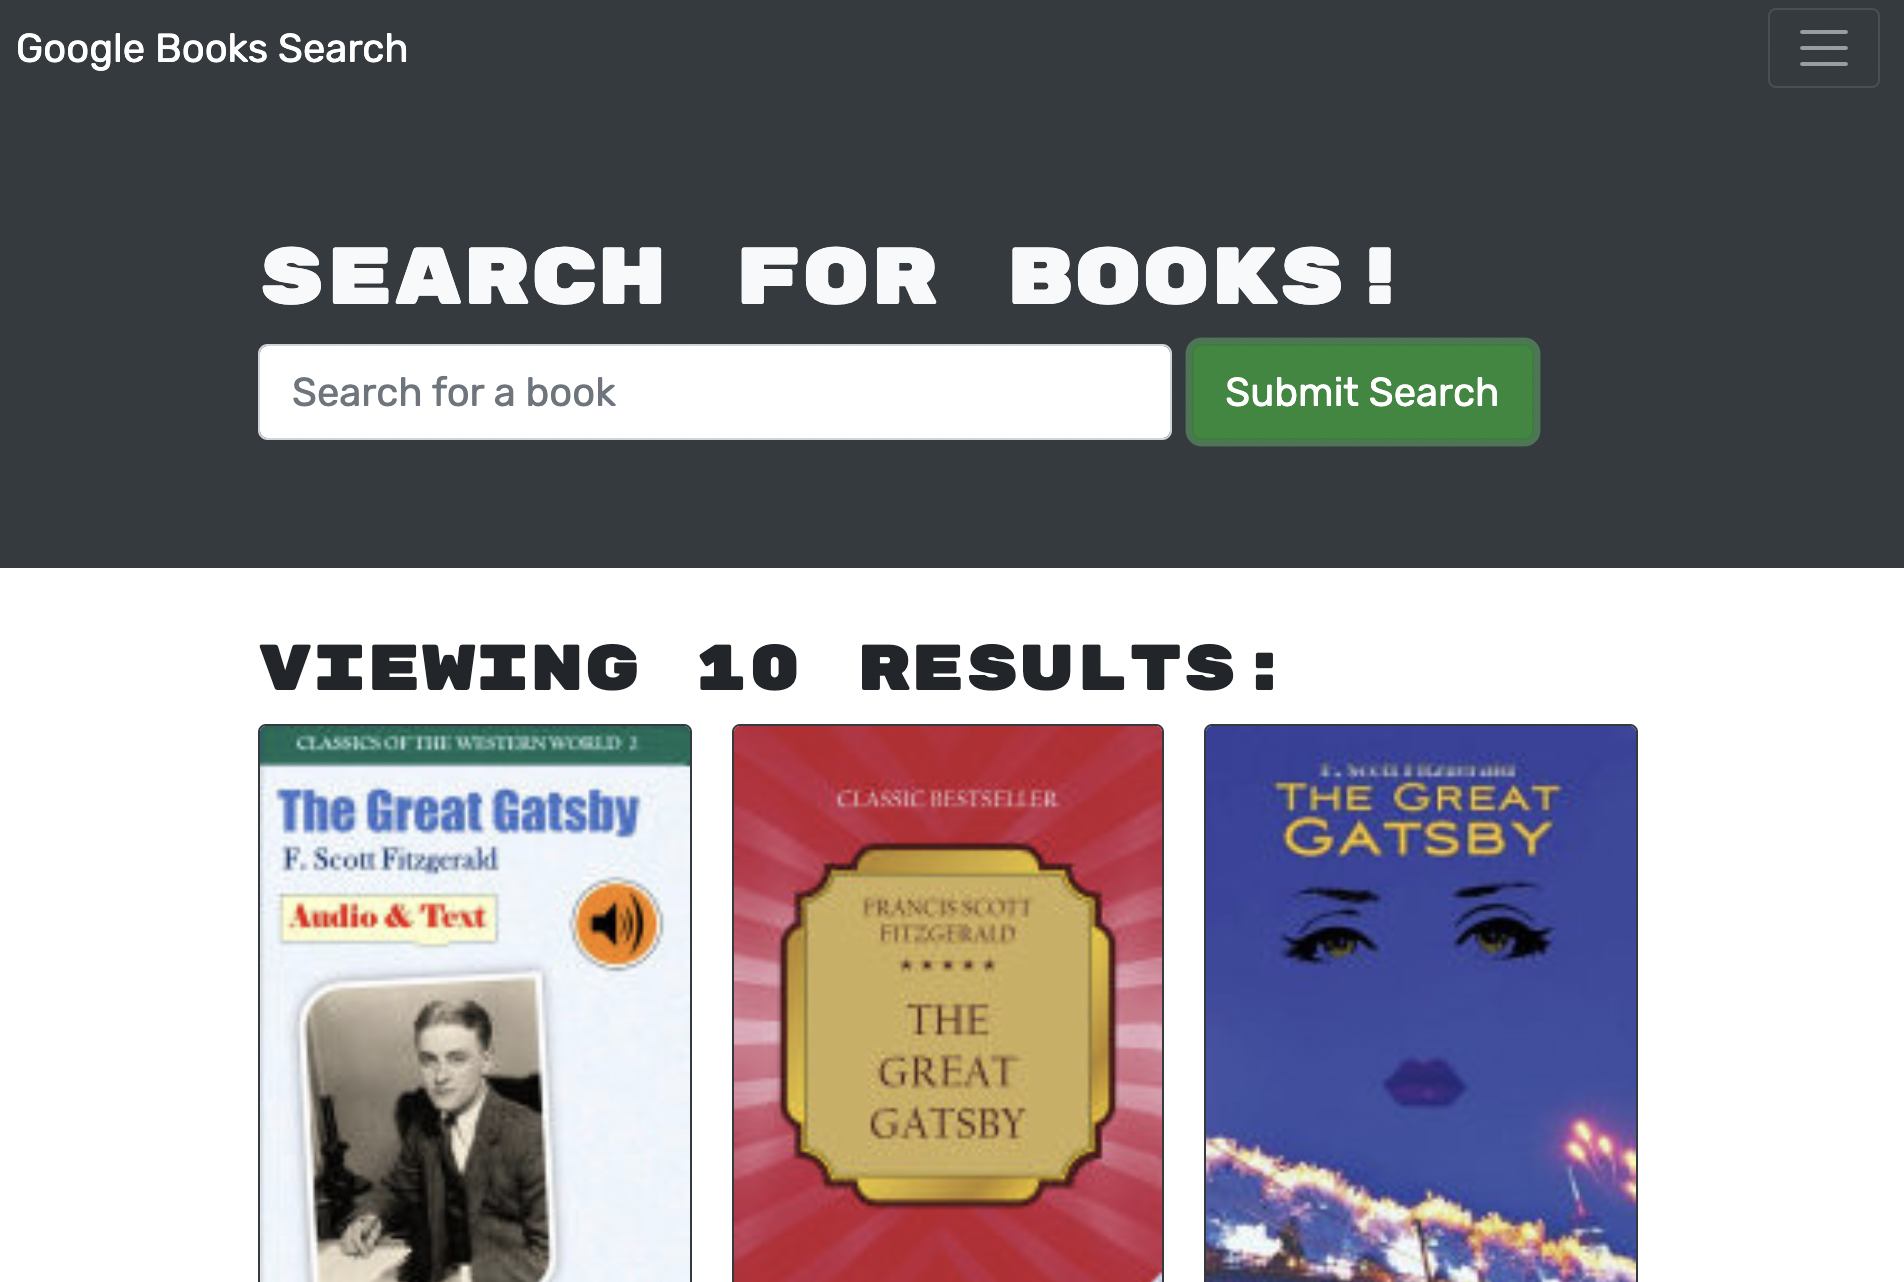 Google Books Search
SEARCH FOR BOOKS!
Search for a book
Submit Search
VIEWING 10 RESULTS:
CLASSICS OF THE WESTERN WORLD 2
The Great Gatsby
F. Scott Fitzgerald
Audio & Text
CLASSIC BESTSELLER
FRANCIS SCOTT
FITZGERALD
THE
GREAT
GATSBY
F. Scott Fitzgerald
THE GREAT
GATSBY